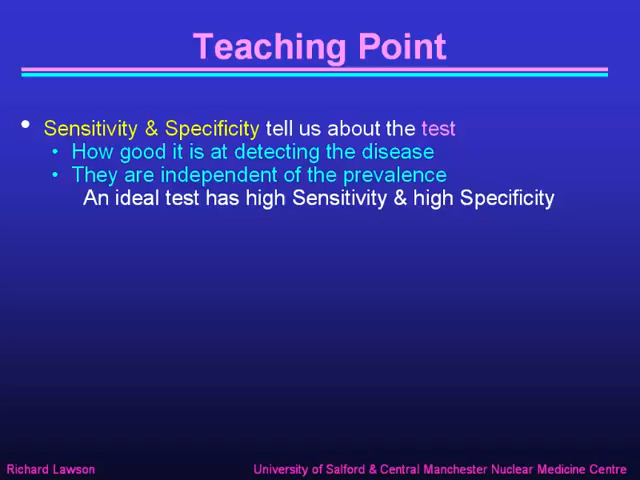 Teaching Point
• Sensitivity & Specificity tell us about the test
• How good it is at detecting the disease
• They are independent of the prevalence
An ideal test has high Sensitivity & high Specificity
Richard Lawson
University of Salford & Central Manchester Nuclear Medicine Centre